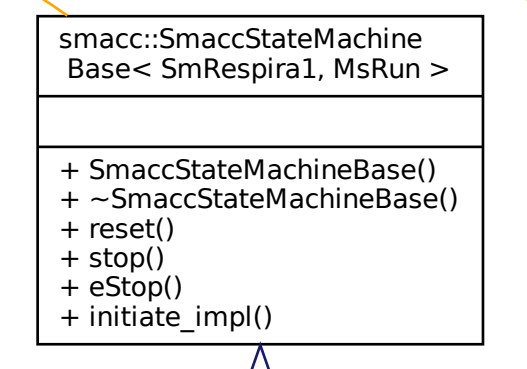 smacc::SmaccStateMachine
Base< SmRespira1, MsRun >
+ SmaccStateMachineBase()
+ ~SmaccStateMachineBase()
+ reset()
+ stop()
+ eStop()
+ initiate_impl()